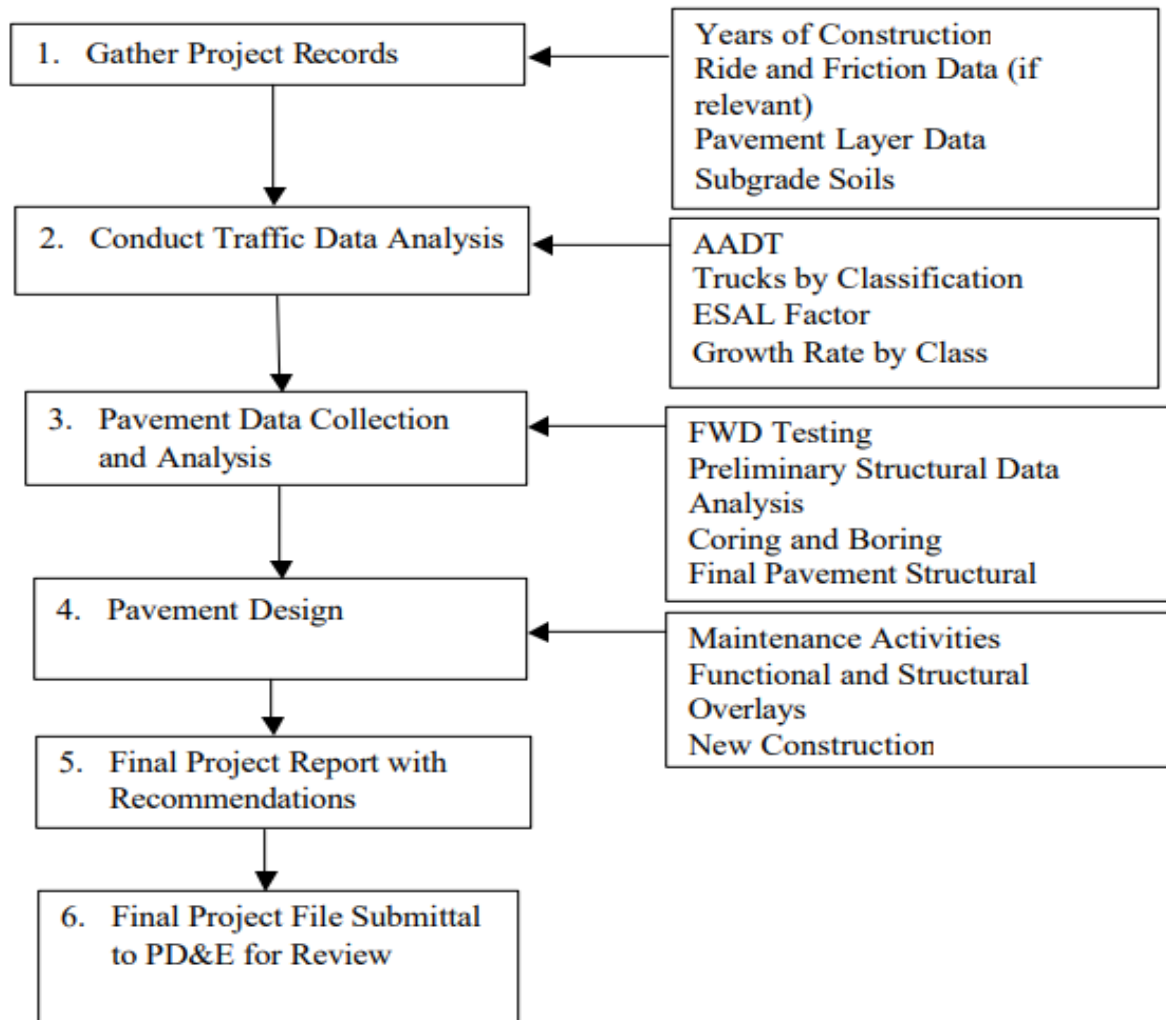 1. Gather Project Records
Years of Construction
Ride and Friction Data (if
relevant)
Pavement Layer Data
Subgrade Soils
2. Conduct Traffic Data Analysis
AADT
Trucks by Classification
ESAL Factor
Growth Rate by Class
3. Pavement Data Collection
and Analysis
FWD Testing
Preliminary Structural Data
Analysis
Coring and Boring
Final Pavement Structural
4. Pavement Design
Maintenance Activities
Functional and Structural
Overlays
New Construction
5. Final Project Report with
Recommendations
6. Final Project File Submittal
to PD&E for Review